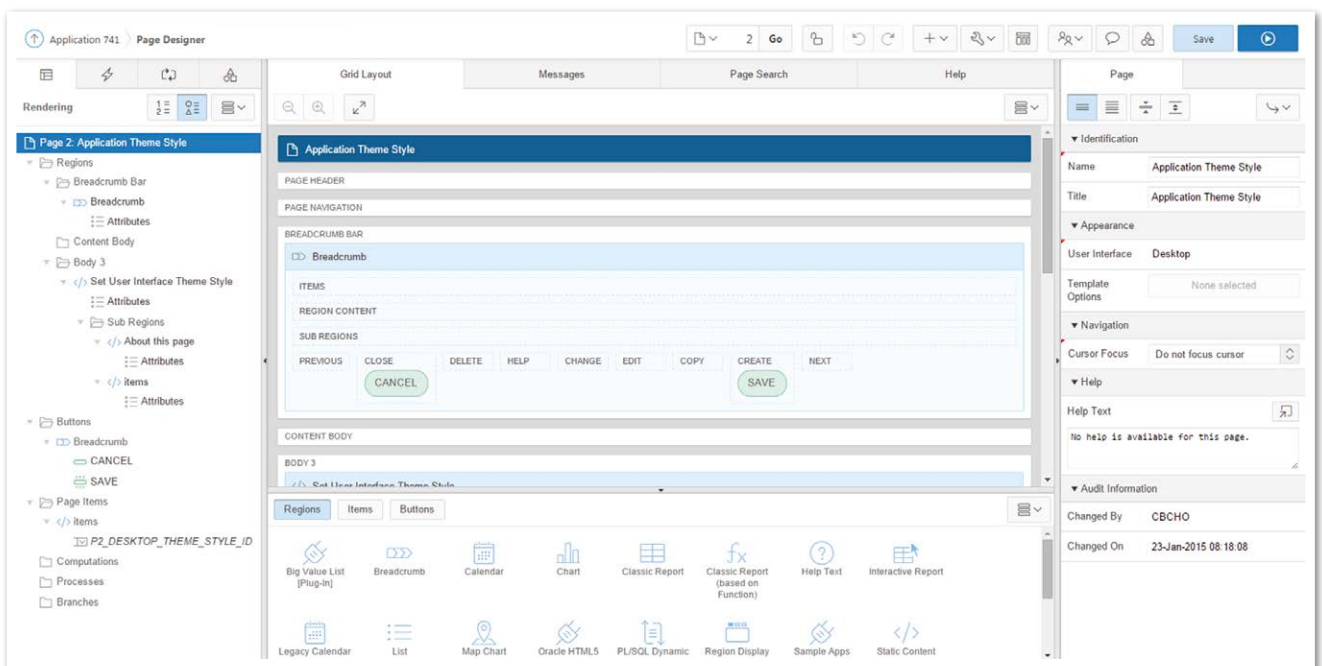 Application 741
Page Designer
2 Go
Save
Rendering
Page 2: Application Theme Style
Regions
Breadcrumb Bar
Breadcrumb
Attributes
Content Body
Body 3
</> Set User Interface Theme Style
Attributes
Sub Regions
</> About this page
Attributes
</> items
Attributes
Buttons
Breadcrumb
CANCEL
SAVE
Page Items
</> items
P2_DESKTOP_THEME_STYLE_ID
Computations
Processes
Branches
Grid Layout Messages Page Search Help
Application Theme Style
PAGE HEADER
PAGE NAVIGATION
BREADCRUMB BAR
Breadcrumb
ITEMS
REGION CONTENT
SUB REGIONS
PREVIOUS CLOSE DELETE HELP CHANGE EDIT COPY CREATE NEXT
CANCEL SAVE
CONTENT BODY
BODY 3
</> Set User Interface Theme Style
Regions Items Buttons
Big Value List
[Plug-In]
Breadcrumb
Calendar
Chart
Classic Report
Classic Report
(based on
Function)
Help Text
Interactive Report
Legacy Calendar
List
Map Chart
Oracle HTML5
PL/SQL Dynamic
Region Display
Sample Apps
</>
Static Content
Page
Identification
Name Application Theme Style
Title Application Theme Style
Appearance
User Interface Desktop
Template
Options
None selected
Navigation
Cursor Focus Do not focus cursor
Help
Help Text
No help is available for this page.
Audit Information
Changed By CBCHO
Changed On 23-Jan-2015 08:18:08